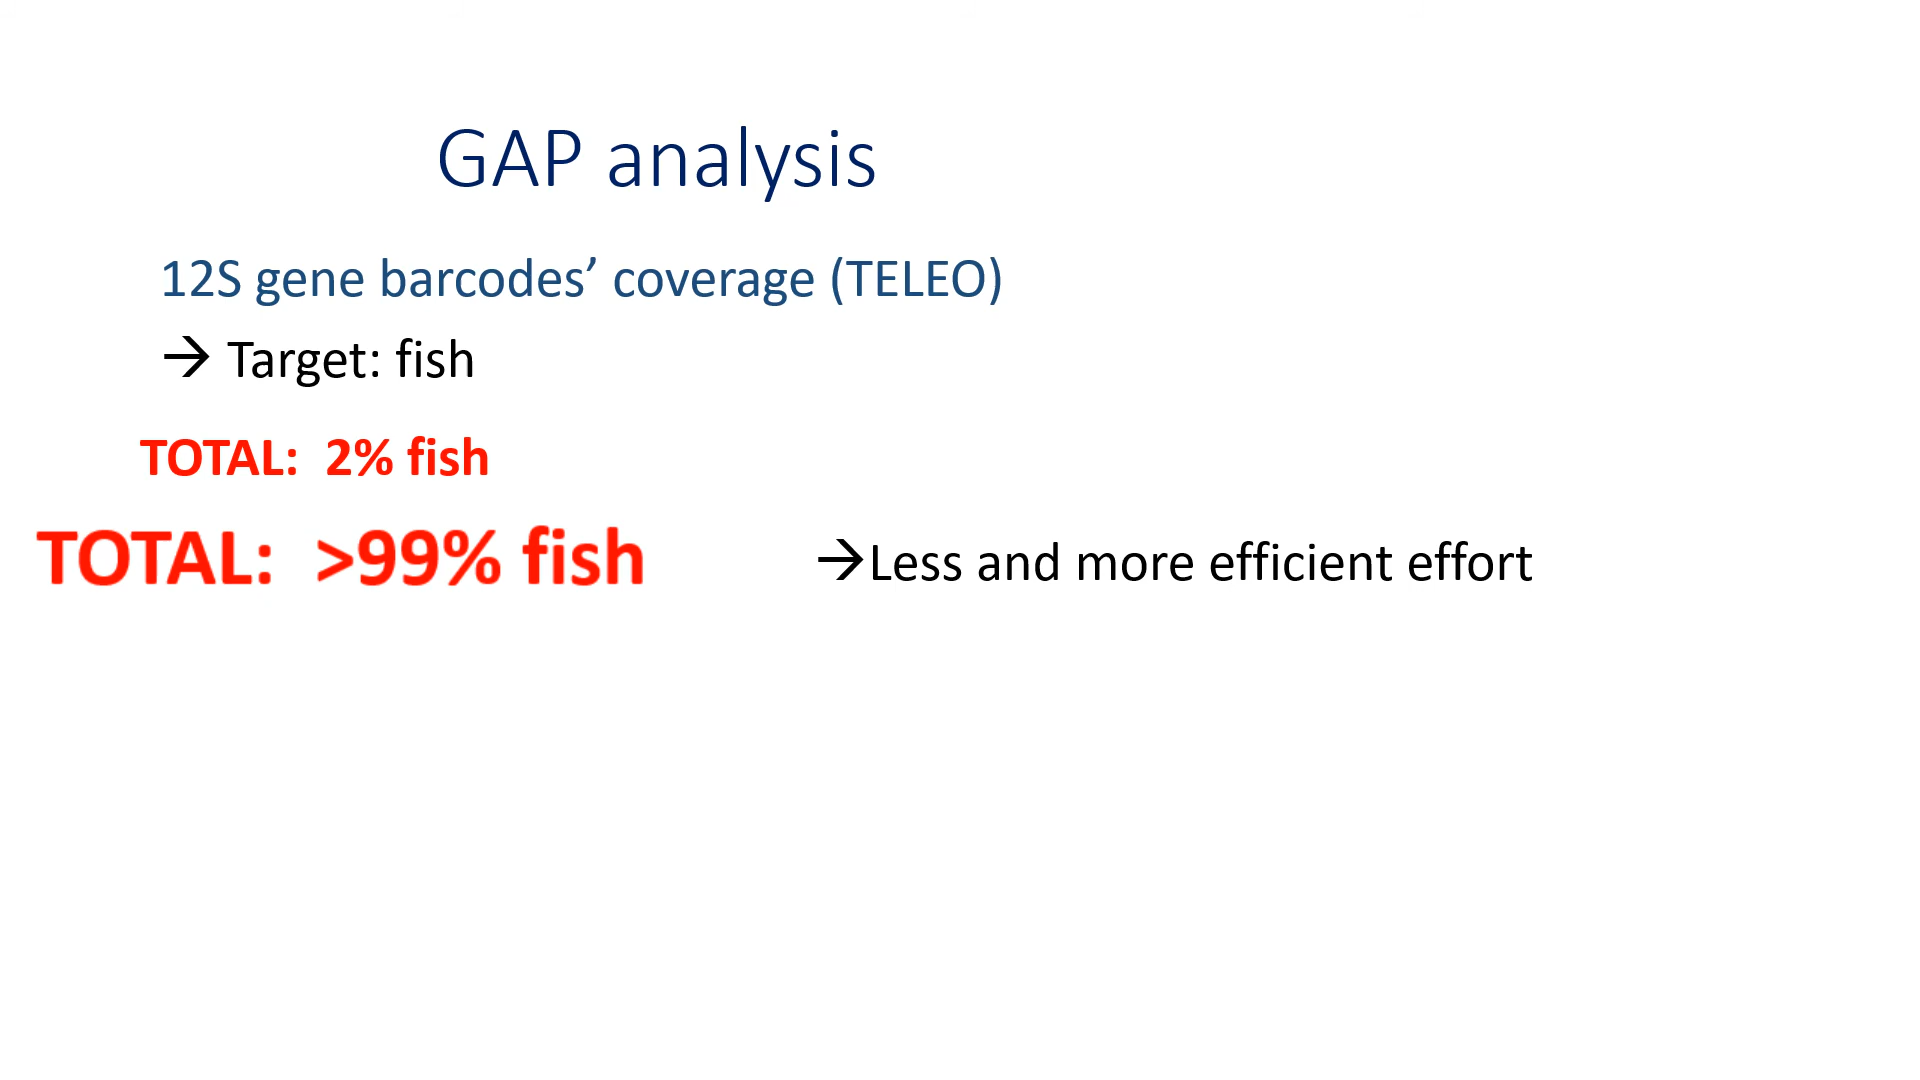 GAP analysis
12S gene barcodes’ coverage (TELEO)
→ Target: fish
TOTAL: 2% fish
TOTAL: >99% fish
→Less and more efficient effort